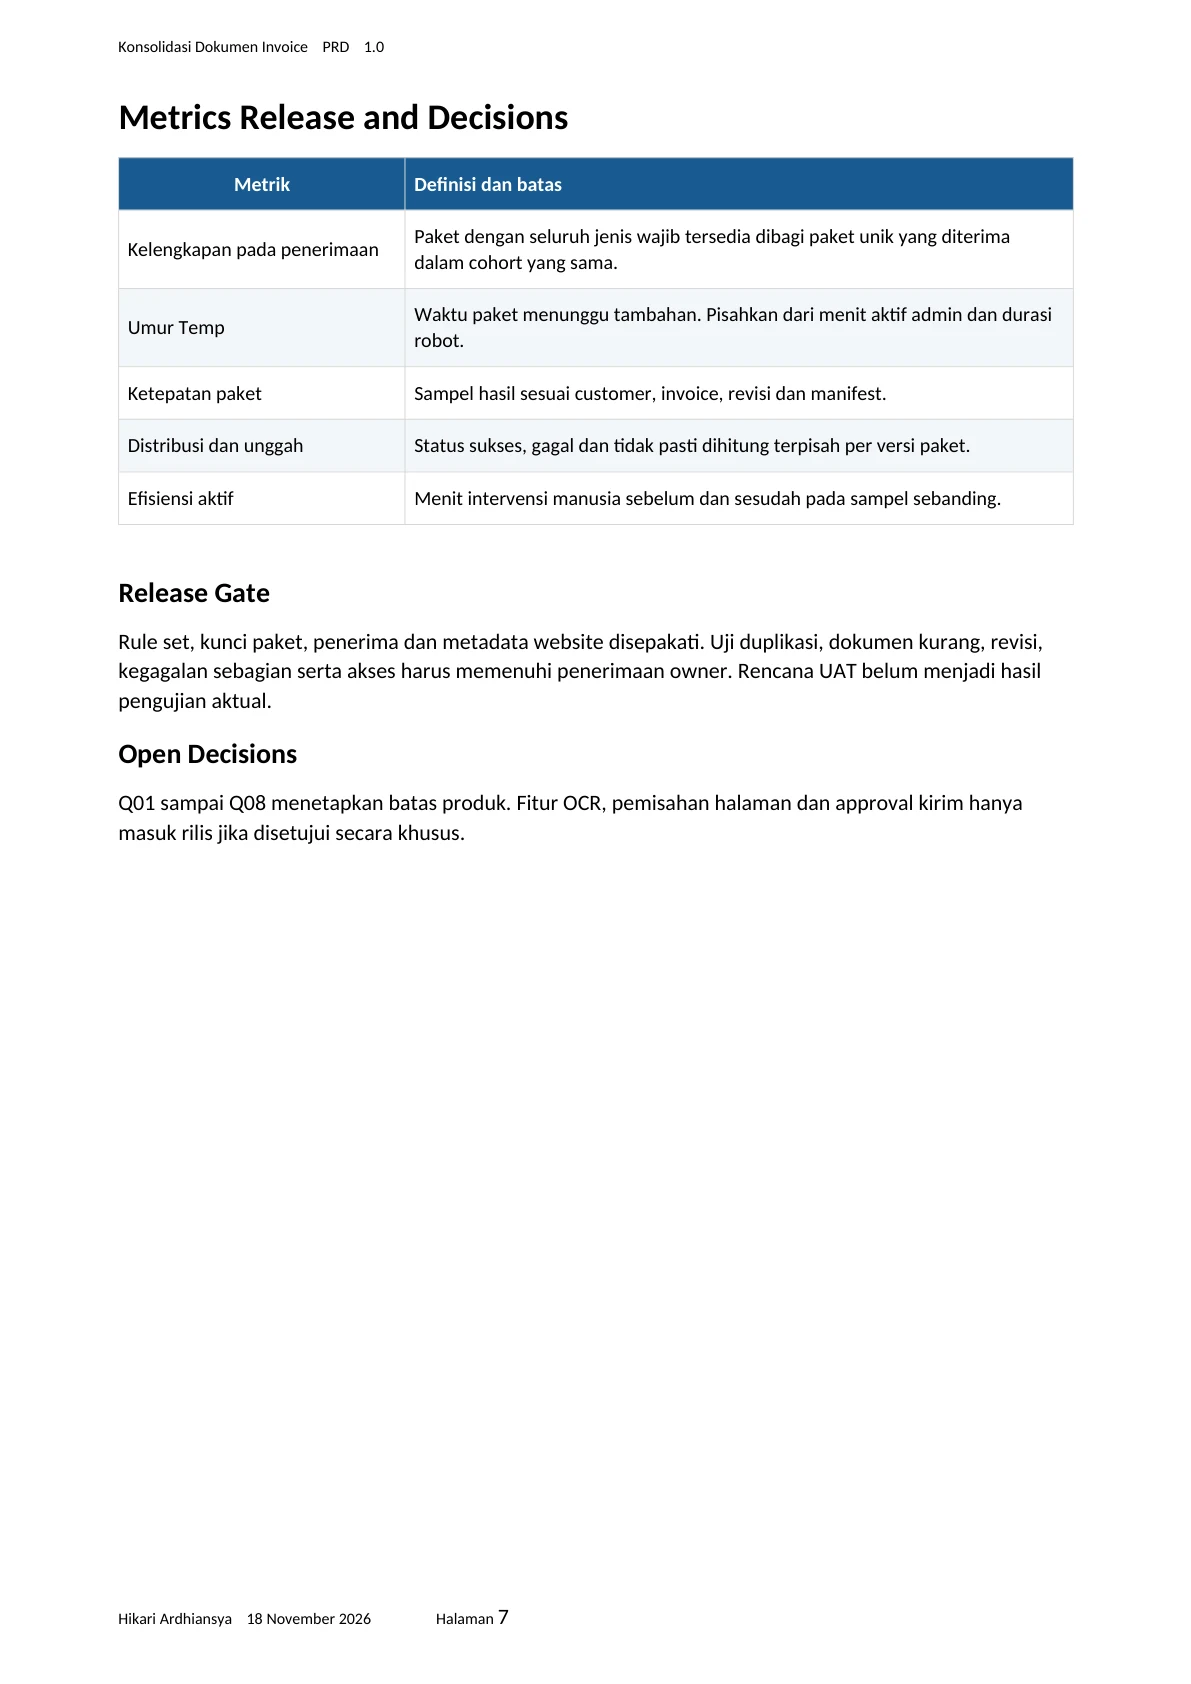 Konsolidasi Dokumen Invoice PRD 1.0
Metrics Release and Decisions
Metrik
Definisi dan batas
Kelengkapan pada penerimaan
Paket dengan seluruh jenis wajib tersedia dibagi paket unik yang diterima
dalam cohort yang sama.
Umur Temp
Waktu paket menunggu tambahan. Pisahkan dari menit aktif admin dan durasi
robot.
Ketepatan paket
Sampel hasil sesuai customer, invoice, revisi dan manifest.
Distribusi dan unggah
Status sukses, gagal dan tidak pasti dihitung terpisah per versi paket.
Efisiensi aktif
Menit intervensi manusia sebelum dan sesudah pada sampel sebanding.
Release Gate
Rule set, kunci paket, penerima dan metadata website disepakati. Uji duplikasi, dokumen kurang, revisi,
kegagalan sebagian serta akses harus memenuhi penerimaan owner. Rencana UAT belum menjadi hasil
pengujian aktual.
Open Decisions
Q01 sampai Q08 menetapkan batas produk. Fitur OCR, pemisahan halaman dan approval kirim hanya
masuk rilis jika disetujui secara khusus.
Hikari Ardhiansya 18 November 2026 Halaman 7